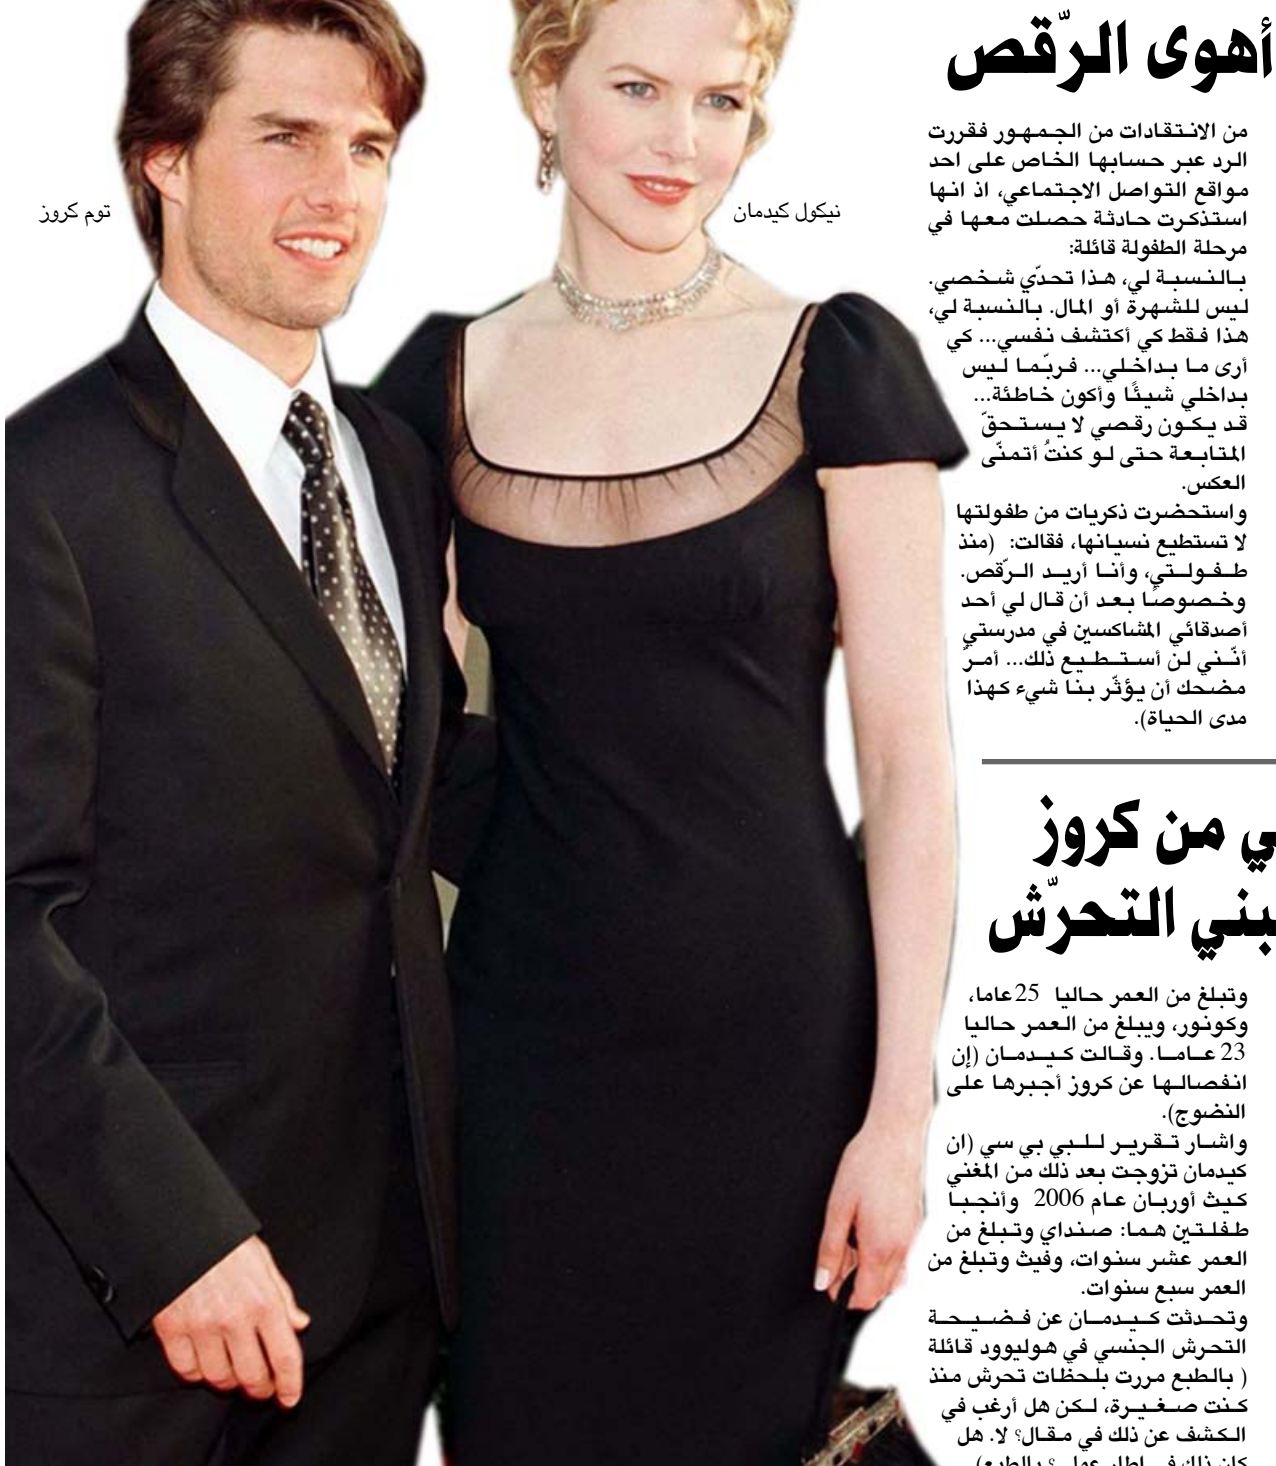 أهوى الرّقص
من الانتقادات من الجمهور فقررت
الرد عبر حسابها الخاص على احد
مواقع التواصل الاجتماعي، اذ انها
استذكرت حادثة حصلت معها في
مرحلة الطفولة قائلة:
بالنسبة لي، هذا تحدّي شخصي.
ليس للشهرة أو المال. بالنسبة لي،
هذا فقط كي أكتشف نفسي... كي
أرى ما بداخلي... فربّما ليس
بداخلي شيئًا وأكون خاطئة...
قد يكون رقصي لا يستحقّ
المتابعة حتى لو كنتُ أتمنّى
العكس.
واستحضرت ذكريات من طفولتها
لا تستطيع نسيانها، فقالت: (منذ
طفولتي، وأنا أريد الرّقص.
وخصوصًا بعد أن قال لي أحد
أصدقائي المشاكسين في مدرستي
أنّني لن أستطيع ذلك... أمرٌ
مضحك أن يؤثّر بنا شيء كهذا
مدى الحياة).
نيكول كيدمان
توم كروز
ي من كروز
بني التحرّش
وتبلغ من العمر حاليا 25 عاما،
وكونور، ويبلغ من العمر حاليا
23 عاما. وقالت كيدمان (إن
انفصالها عن كروز أجبرها على
النضوج).
واشار تقرير للبي بي سي (ان
كيدمان تزوجت بعد ذلك من المغني
كيث أوربان عام 2006 وأنجبا
طفلتين هما: صنداي وتبلغ من
العمر عشر سنوات، وفيث وتبلغ من
العمر سبع سنوات.
وتحدثت كيدمان عن فضيحة
التحرش الجنسي في هوليوود قائلة
( بالطبع مررت بلحظات تحرش منذ
كنت صغيرة، لكن هل أرغب في
الكشف عن ذلك في مقال؟ لا. هل
كان ذلك في إطار عملي؟ بالطبع)